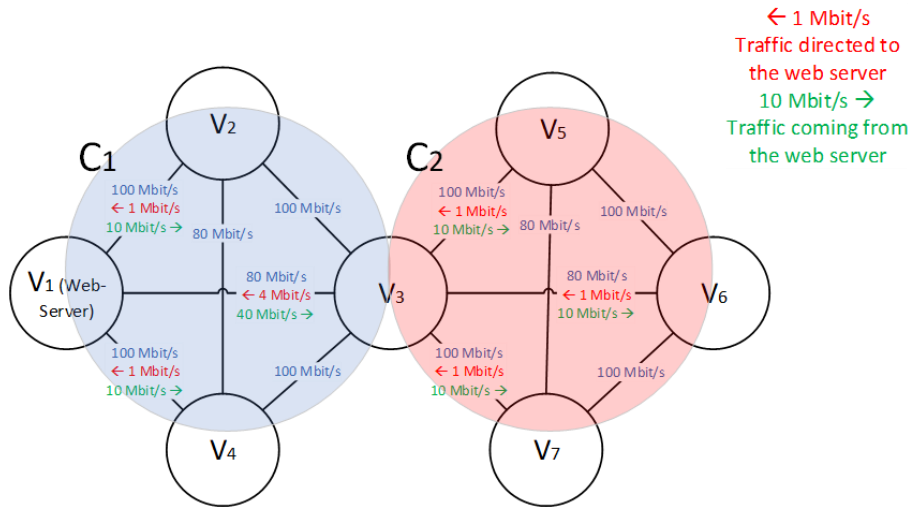 ← 1 Mbit/s
Traffic directed to
the web server
10 Mbit/s →
Traffic coming from
the web server
C1
C2
V2
V5
100 Mbit/s
← 1 Mbit/s
10 Mbit/s →
80 Mbit/s
100 Mbit/s
100 Mbit/s
← 1 Mbit/s
10 Mbit/s →
80 Mbit/s
100 Mbit/s
V1 (Web-
Server)
80 Mbit/s
← 4 Mbit/s
40 Mbit/s →
V3
80 Mbit/s
← 1 Mbit/s
10 Mbit/s →
V6
100 Mbit/s
← 1 Mbit/s
10 Mbit/s →
100 Mbit/s
100 Mbit/s
← 1 Mbit/s
10 Mbit/s →
100 Mbit/s
V4
V7